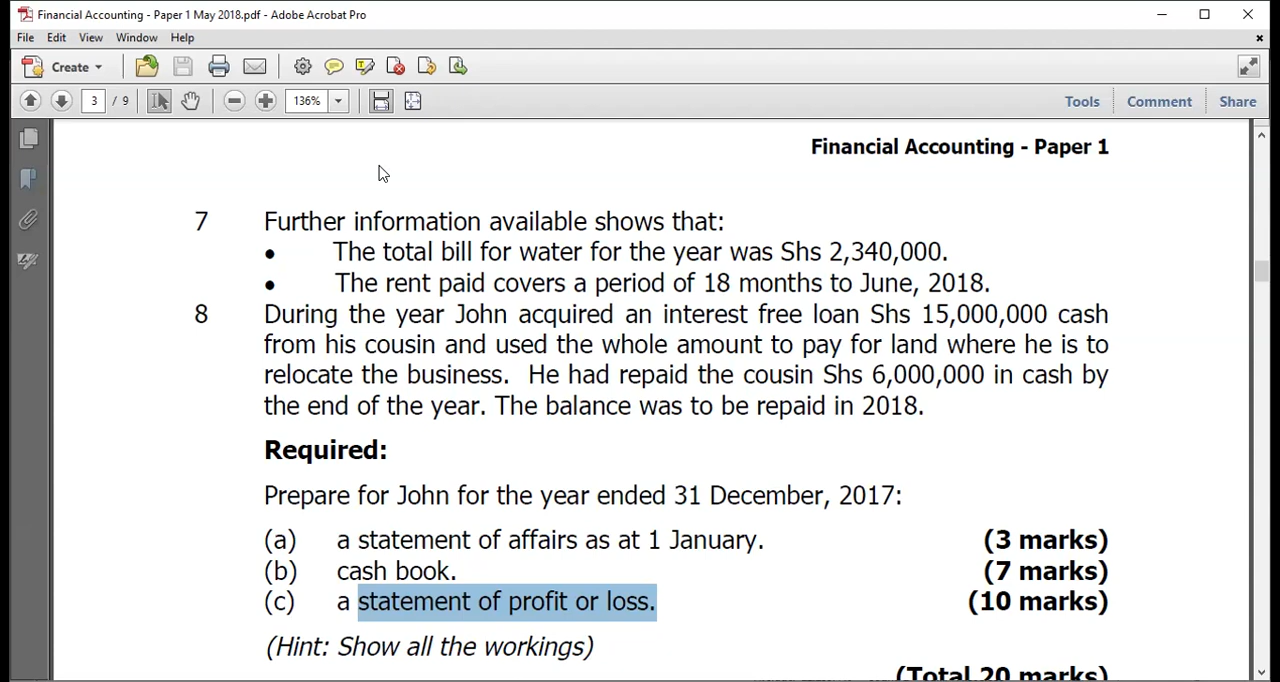 Financial Accounting - Paper 1 May 2018.pdf - Adobe Acrobat Pro
File Edit View Window Help
Create
3 / 9 136% Tools Comment Share
Financial Accounting - Paper 1
7 Further information available shows that:
• The total bill for water for the year was Shs 2,340,000.
• The rent paid covers a period of 18 months to June, 2018.
8 During the year John acquired an interest free loan Shs 15,000,000 cash
from his cousin and used the whole amount to pay for land where he is to
relocate the business. He had repaid the cousin Shs 6,000,000 in cash by
the end of the year. The balance was to be repaid in 2018.
Required:
Prepare for John for the year ended 31 December, 2017:
(a) a statement of affairs as at 1 January. (3 marks)
(b) cash book. (7 marks)
(c) a statement of profit or loss. (10 marks)
(Hint: Show all the workings)
(Total 20 marks)